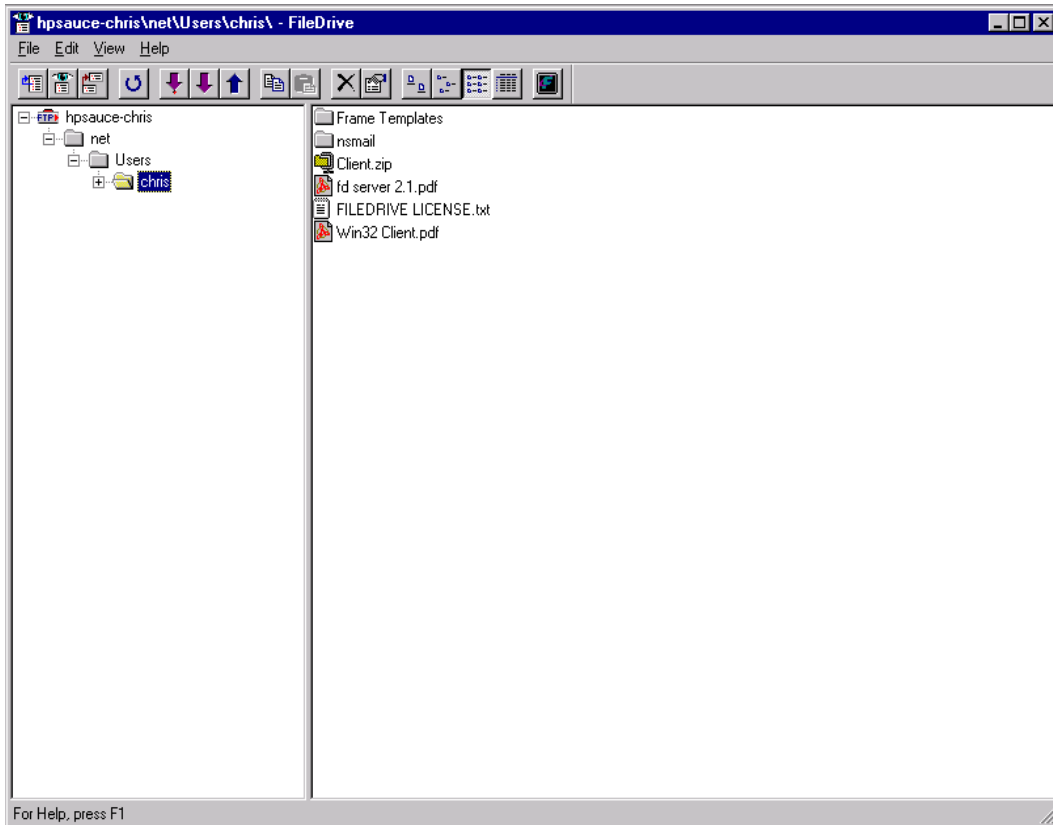 hpsauce-chris\net\Users\chris\ - FileDrive
File Edit View Help
FTP hpsauce-chris
net
Users
chris
Frame Templates
nsmail
Client.zip
fd server 2.1.pdf
FILEDRIVE LICENSE.txt
Win32 Client.pdf
For Help, press F1